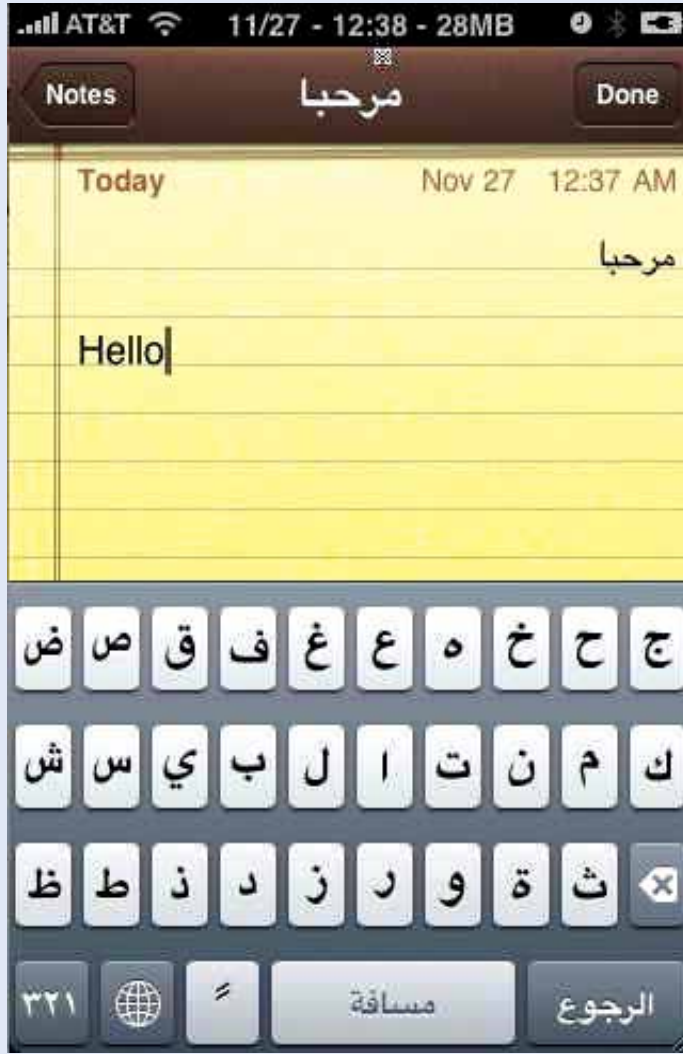 AT&T 11/27 - 12:38 - 28MB
Notes مرحبا Done
Today Nov 27 12:37 AM
مرحبا
Hello
ض ص ق ف غ ع ه خ ح ج
ش س ي ب ل ا ت ن م ك
ظ ط ذ د ز ر و ة ث
٣٢١ مسافة الرجوع